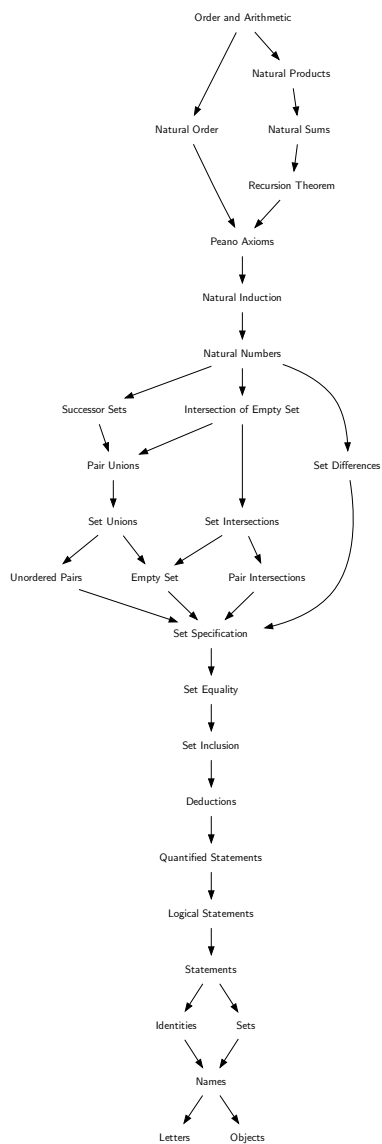 Order and Arithmetic
Natural Products
Natural Order
Natural Sums
Recursion Theorem
Peano Axioms
Natural Induction
Natural Numbers
Successor Sets
Intersection of Empty Set
Pair Unions
Set Differences
Set Unions
Set Intersections
Unordered Pairs
Empty Set
Pair Intersections
Set Specification
Set Equality
Set Inclusion
Deductions
Quantified Statements
Logical Statements
Statements
Identities
Sets
Names
Letters
Objects